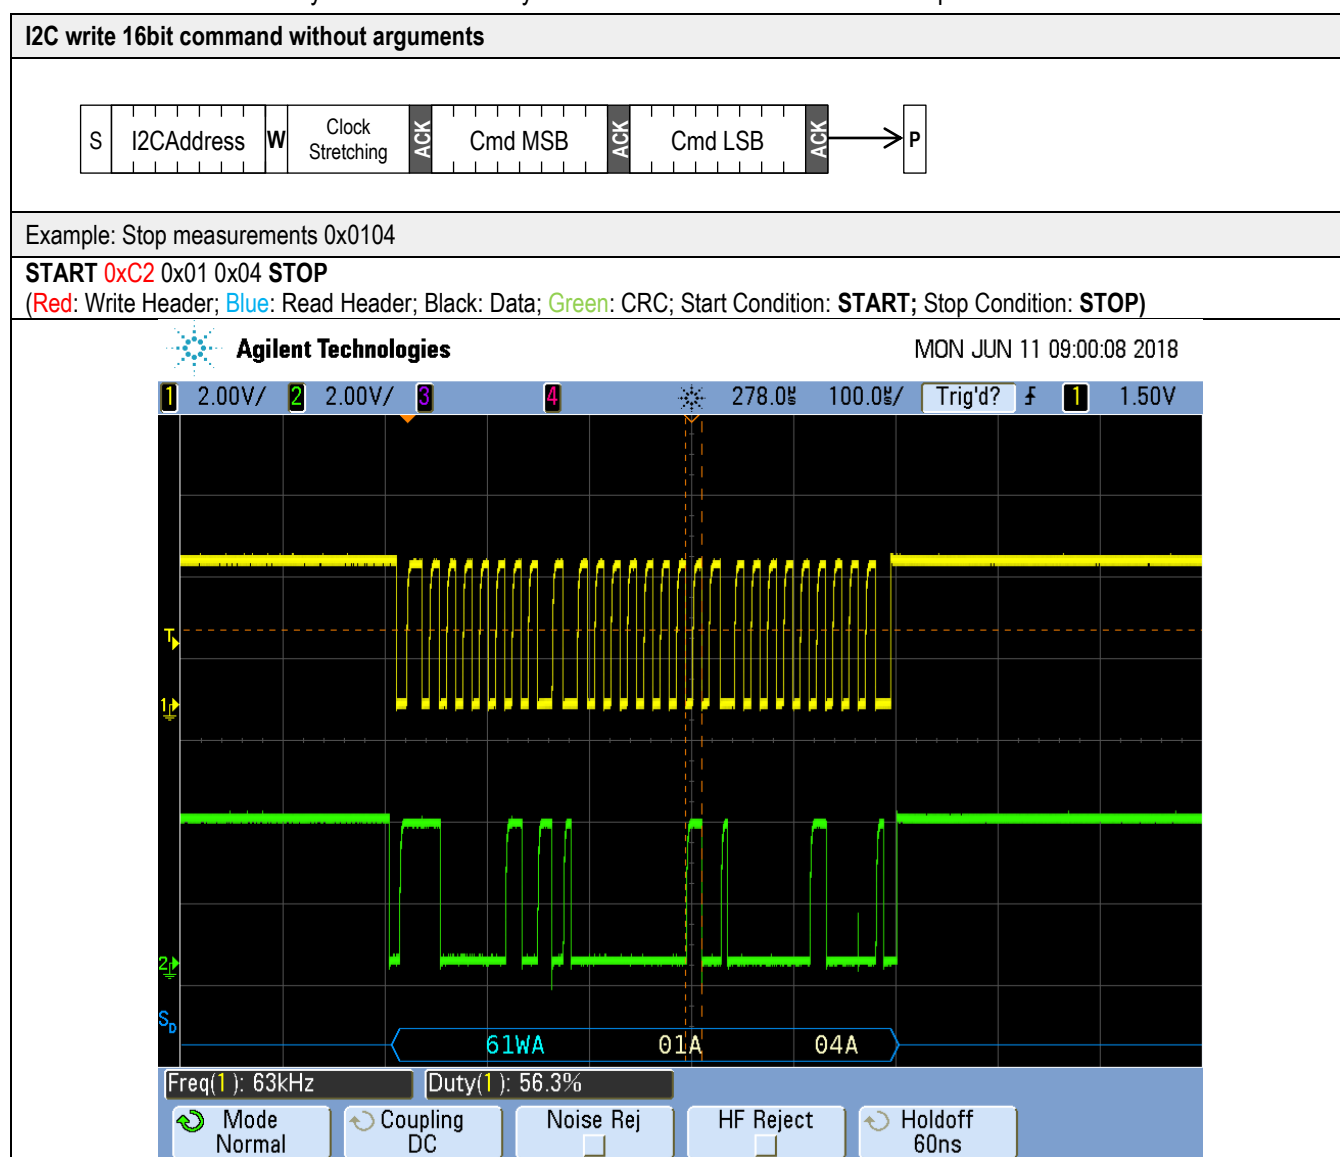 I2C write 16bit command without arguments
S I2CAddress W Clock Stretching ACK Cmd MSB ACK Cmd LSB ACK P
Example: Stop measurements 0x0104
START 0xC2 0x01 0x04 STOP
(Red: Write Header; Blue: Read Header; Black: Data; Green: CRC; Start Condition: START; Stop Condition: STOP)
Agilent Technologies MON JUN 11 09:00:08 2018
1 2.00V/ 2 2.00V/ 3 4 278.0us 100.0us/ Trig'd? 1 1.50V
T
1
2
SD
61WA 01A 04A
Freq(1): 63kHz Duty(1): 56.3%
Mode Coupling Noise Rej HF Reject Holdoff
Normal DC 60ns